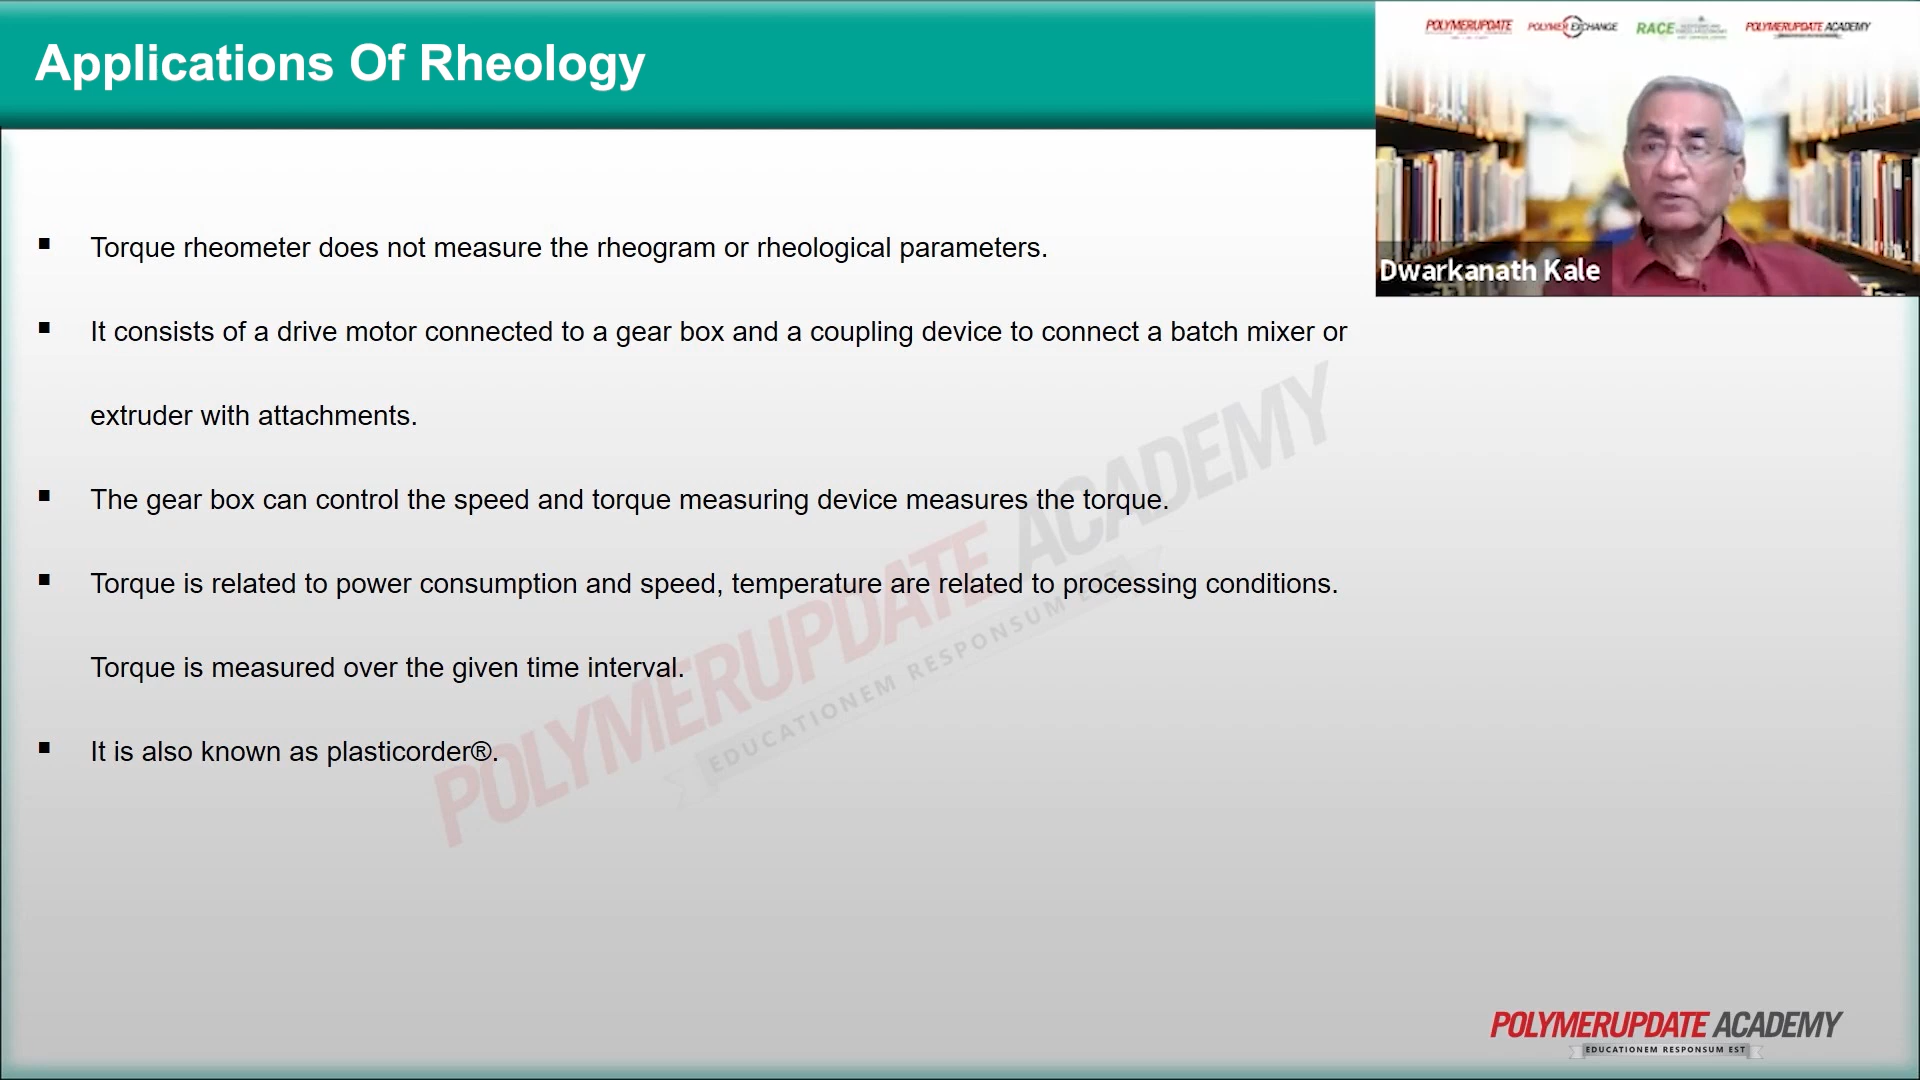 Applications Of Rheology
POLYMERUPDATE
POLYMER EXCHANGE
RACE
POLYMERUPDATE ACADEMY
Dwarkanath Kale
▪ Torque rheometer does not measure the rheogram or rheological parameters.
▪ It consists of a drive motor connected to a gear box and a coupling device to connect a batch mixer or
extruder with attachments.
▪ The gear box can control the speed and torque measuring device measures the torque.
▪ Torque is related to power consumption and speed, temperature are related to processing conditions.
Torque is measured over the given time interval.
▪ It is also known as plasticorder®.
POLYMERUPDATE ACADEMY
EDUCATIONEM RESPONSUM EST
POLYMERUPDATE ACADEMY
EDUCATIONEM RESPONSUM EST